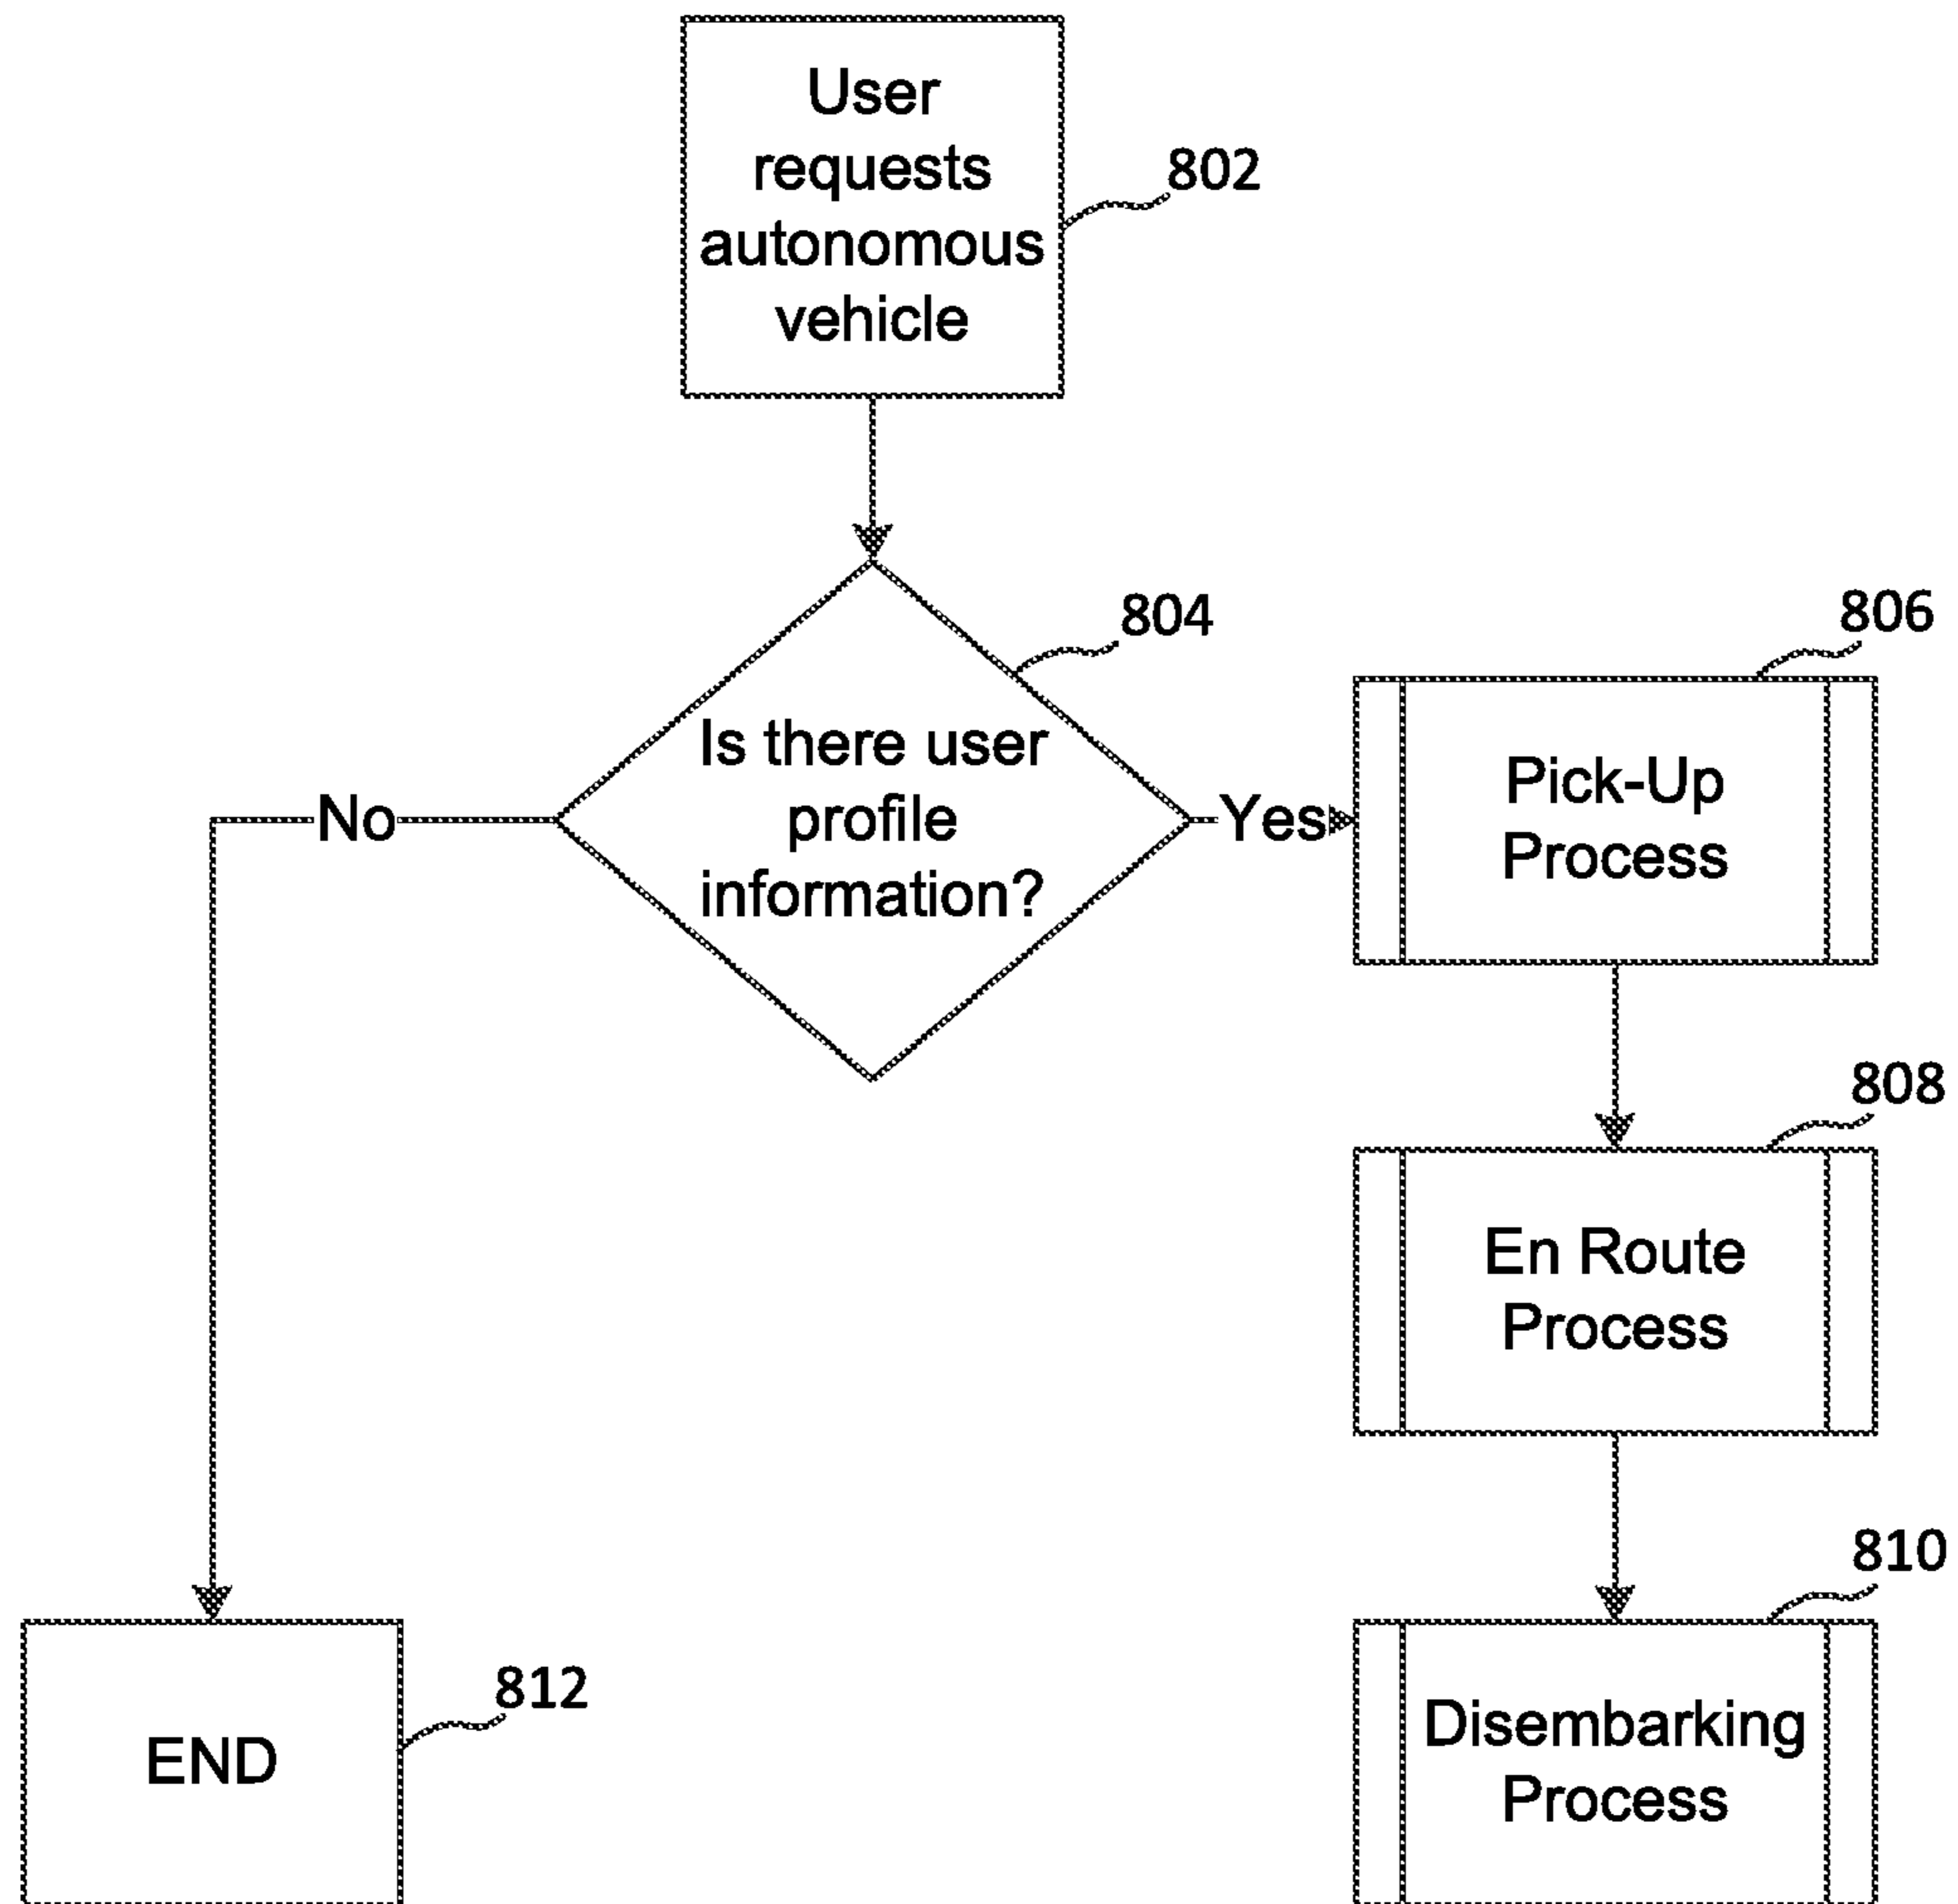 User
requests
autonomous
vehicle
802
804
Is there user
profile
information?
No
Yes
806
Pick-Up
Process
808
En Route
Process
810
Disembarking
Process
812
END